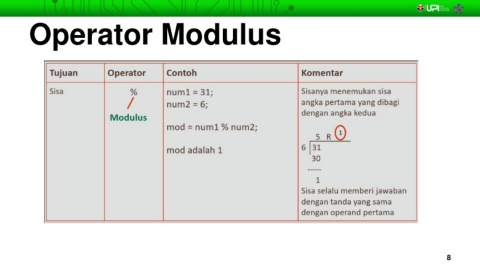 UPI
Operator Modulus
Tujuan Operator Contoh Komentar
Sisa % num1 = 31; Sisanya menemukan sisa
num2 = 6; angka pertama yang dibagi
Modulus dengan angka kedua
mod = num1 % num2;
5 R 1
mod adalah 1 6 31
30
-----
1
Sisa selalu memberi jawaban
dengan tanda yang sama
dengan operand pertama
8